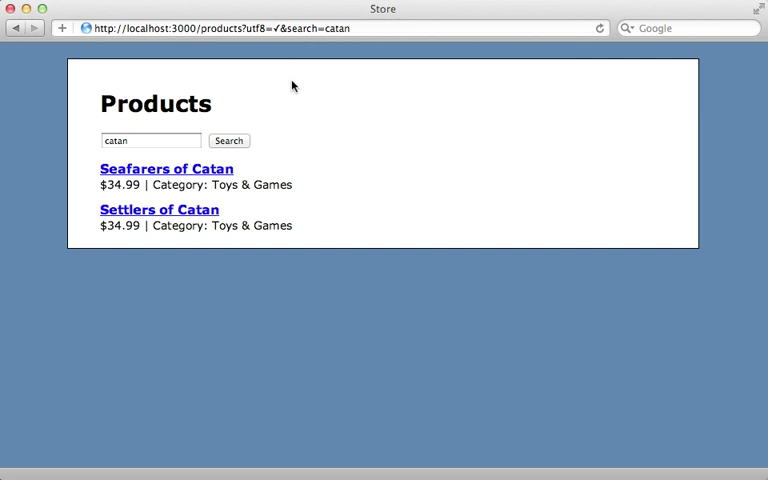 Store
http://localhost:3000/products?utf8=✓&search=catan
Google
Products
catan
Search
Seafarers of Catan
$34.99 | Category: Toys & Games
Settlers of Catan
$34.99 | Category: Toys & Games